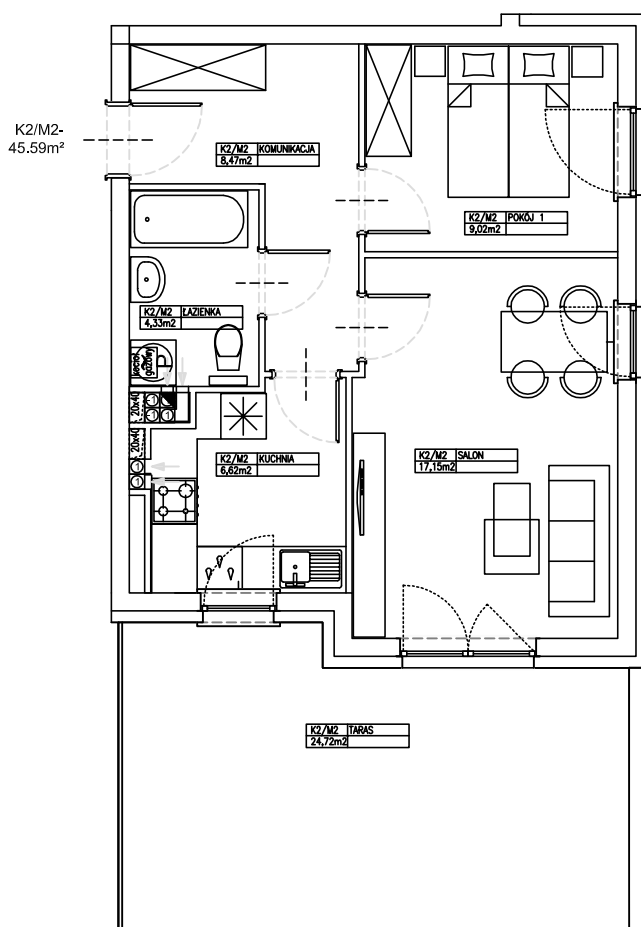 K2/M2-
45.59m²
K2/M2 KOMUNIKACJA
8,47m2
K2/M2 POKÓJ 1
9,02m2
K2/M2 ŁAZIENKA
4,33m2
gazowy
20x40
20x40
K2/M2 KUCHNIA
6,62m2
K2/M2 SALON
17,15m2
K2/M2 TARAS
24,72m2